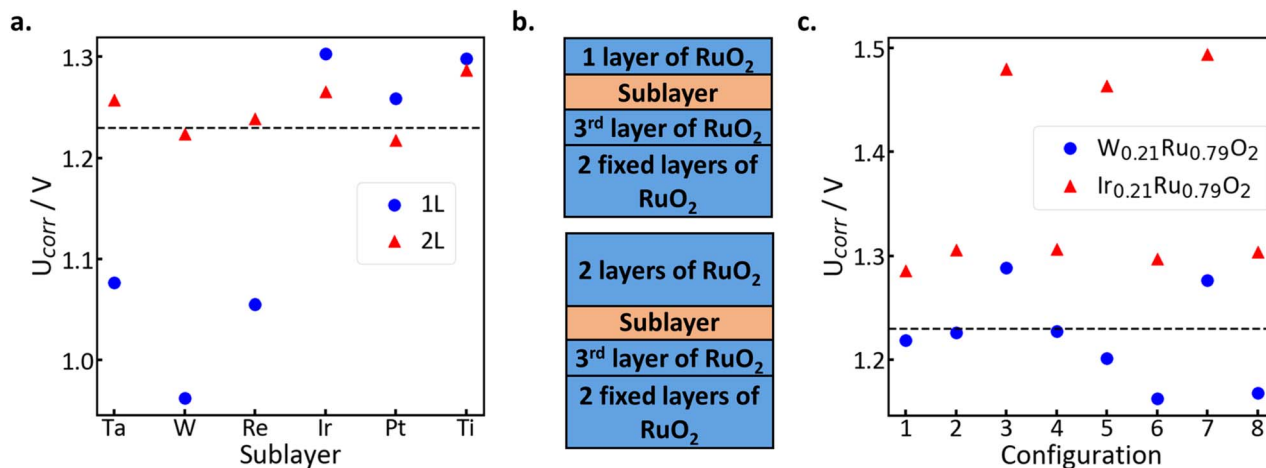 a.
U_corr / V
1.3
1.2
1.1
1.0
1L
2L
Ta W Re Ir Pt Ti
Sublayer
b.
1 layer of RuO₂
Sublayer
3ʳᵈ layer of RuO₂
2 fixed layers of
RuO₂
2 layers of RuO₂
Sublayer
3ʳᵈ layer of RuO₂
2 fixed layers of
RuO₂
c.
U_corr / V
1.5
1.4
1.3
1.2
W₀.₂₁Ru₀.₇₉O₂
Ir₀.₂₁Ru₀.₇₉O₂
1 2 3 4 5 6 7 8
Configuration